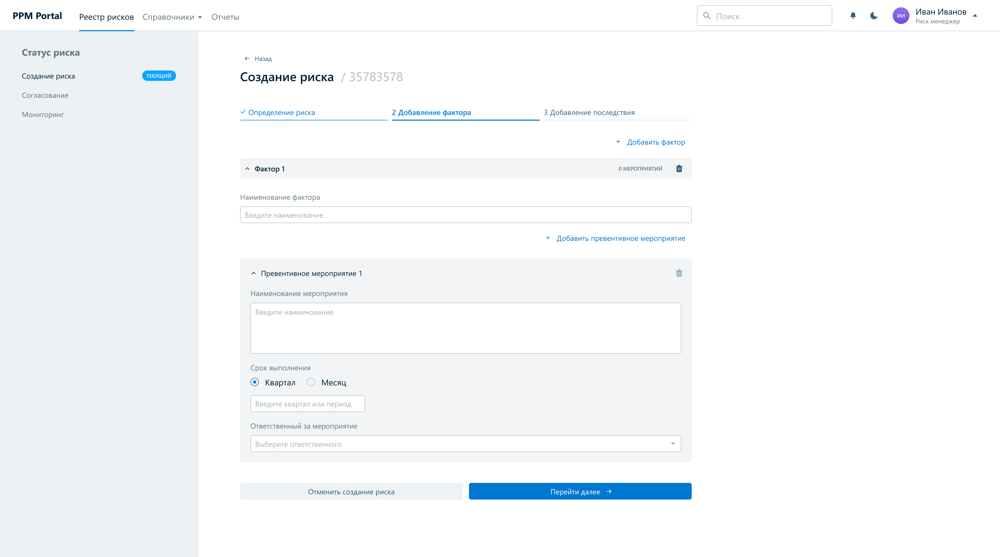 PPM Portal
Реестр рисков
Справочники
Отчеты
Поиск
ИИ
Иван Иванов
Риск менеджер
Статус риска
Создание риска
ТЕКУЩИЙ
Согласование
Мониторинг
Назад
Создание риска / 35783578
Определение риска
2 Добавление фактора
3 Добавление последствия
+ Добавить фактор
Фактор 1
0 МЕРОПРИЯТИЙ
Наименование фактора
Введите наименование
+ Добавить превентивное мероприятие
Превентивное мероприятие 1
Наименование мероприятия
Введите наименование
Срок выполнения
Квартал
Месяц
Введите квартал или период
Ответственный за мероприятие
Выберите ответственного
Отменить создание риска
Перейти далее